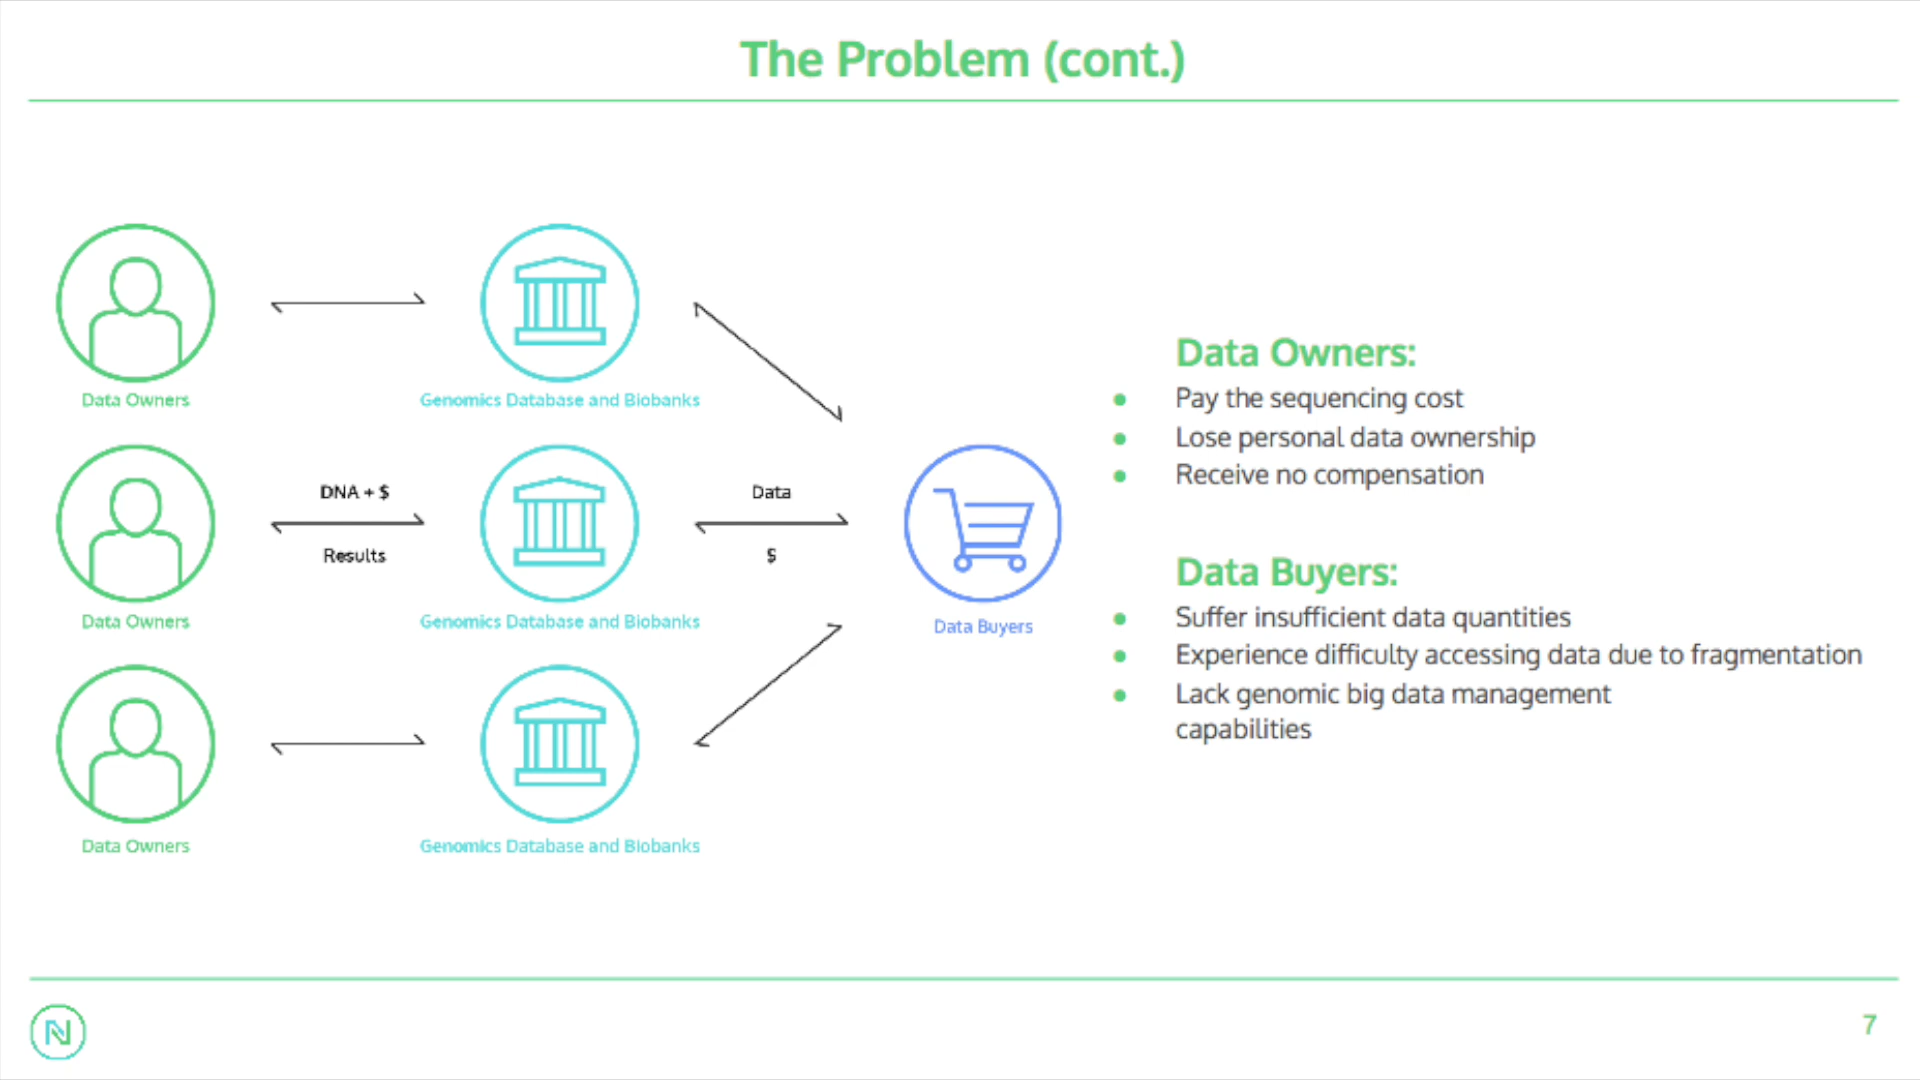 The Problem (cont.)
Data Owners
Genomics Database and Biobanks
DNA + $
Results
Data Owners
Genomics Database and Biobanks
Data
$
Data Buyers
Data Owners
Genomics Database and Biobanks
Data Owners:
Pay the sequencing cost
Lose personal data ownership
Receive no compensation
Data Buyers:
Suffer insufficient data quantities
Experience difficulty accessing data due to fragmentation
Lack genomic big data management
capabilities
N
7